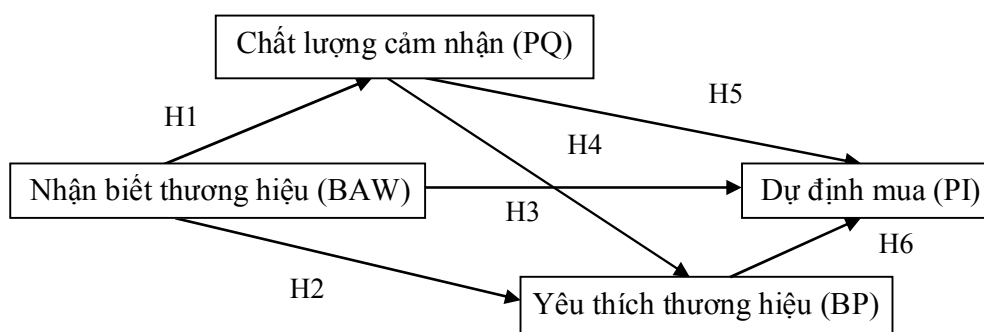 Chất lượng cảm nhận (PQ)
H5
H1
H4
Nhận biết thương hiệu (BAW)
Dự định mua (PI)
H3
H6
H2
Yêu thích thương hiệu (BP)